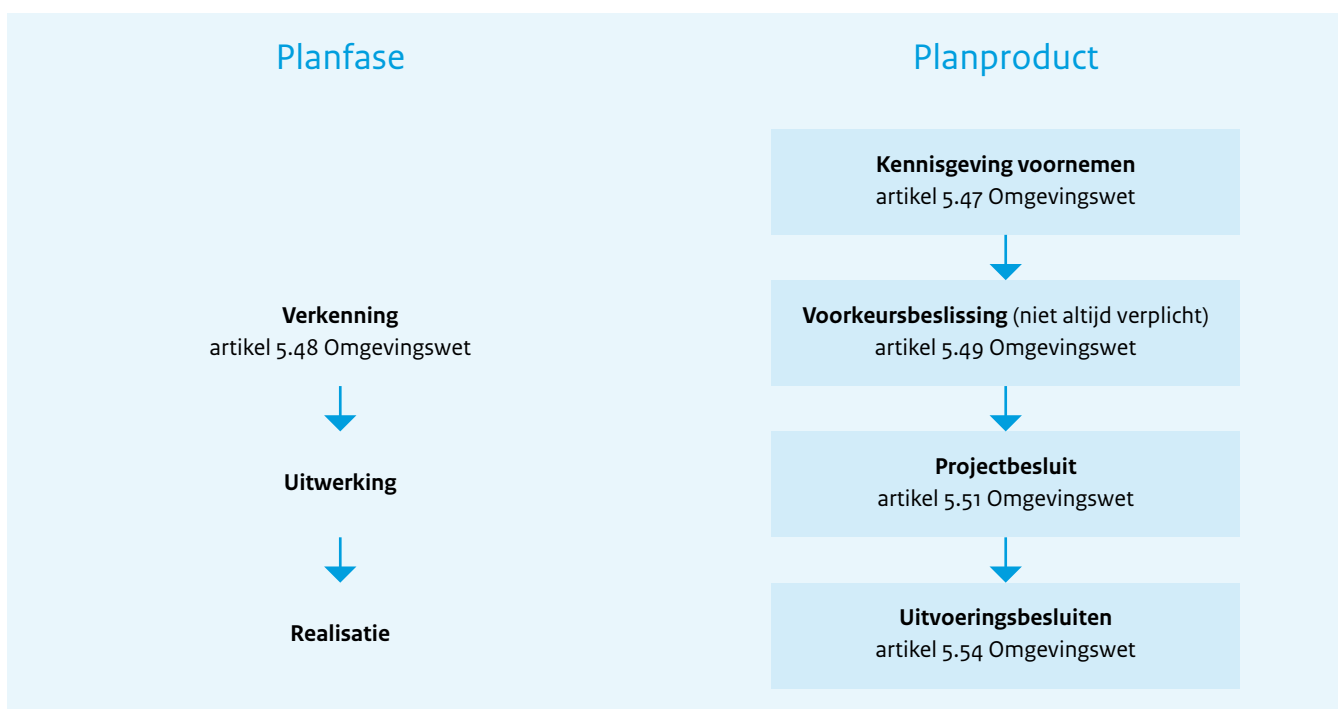 Planfase
Planproduct
Kennisgeving voornemen
artikel 5.47 Omgevingswet
Verkenning
artikel 5.48 Omgevingswet
Voorkeursbeslissing (niet altijd verplicht)
artikel 5.49 Omgevingswet
Uitwerking
Projectbesluit
artikel 5.51 Omgevingswet
Realisatie
Uitvoeringsbesluiten
artikel 5.54 Omgevingswet